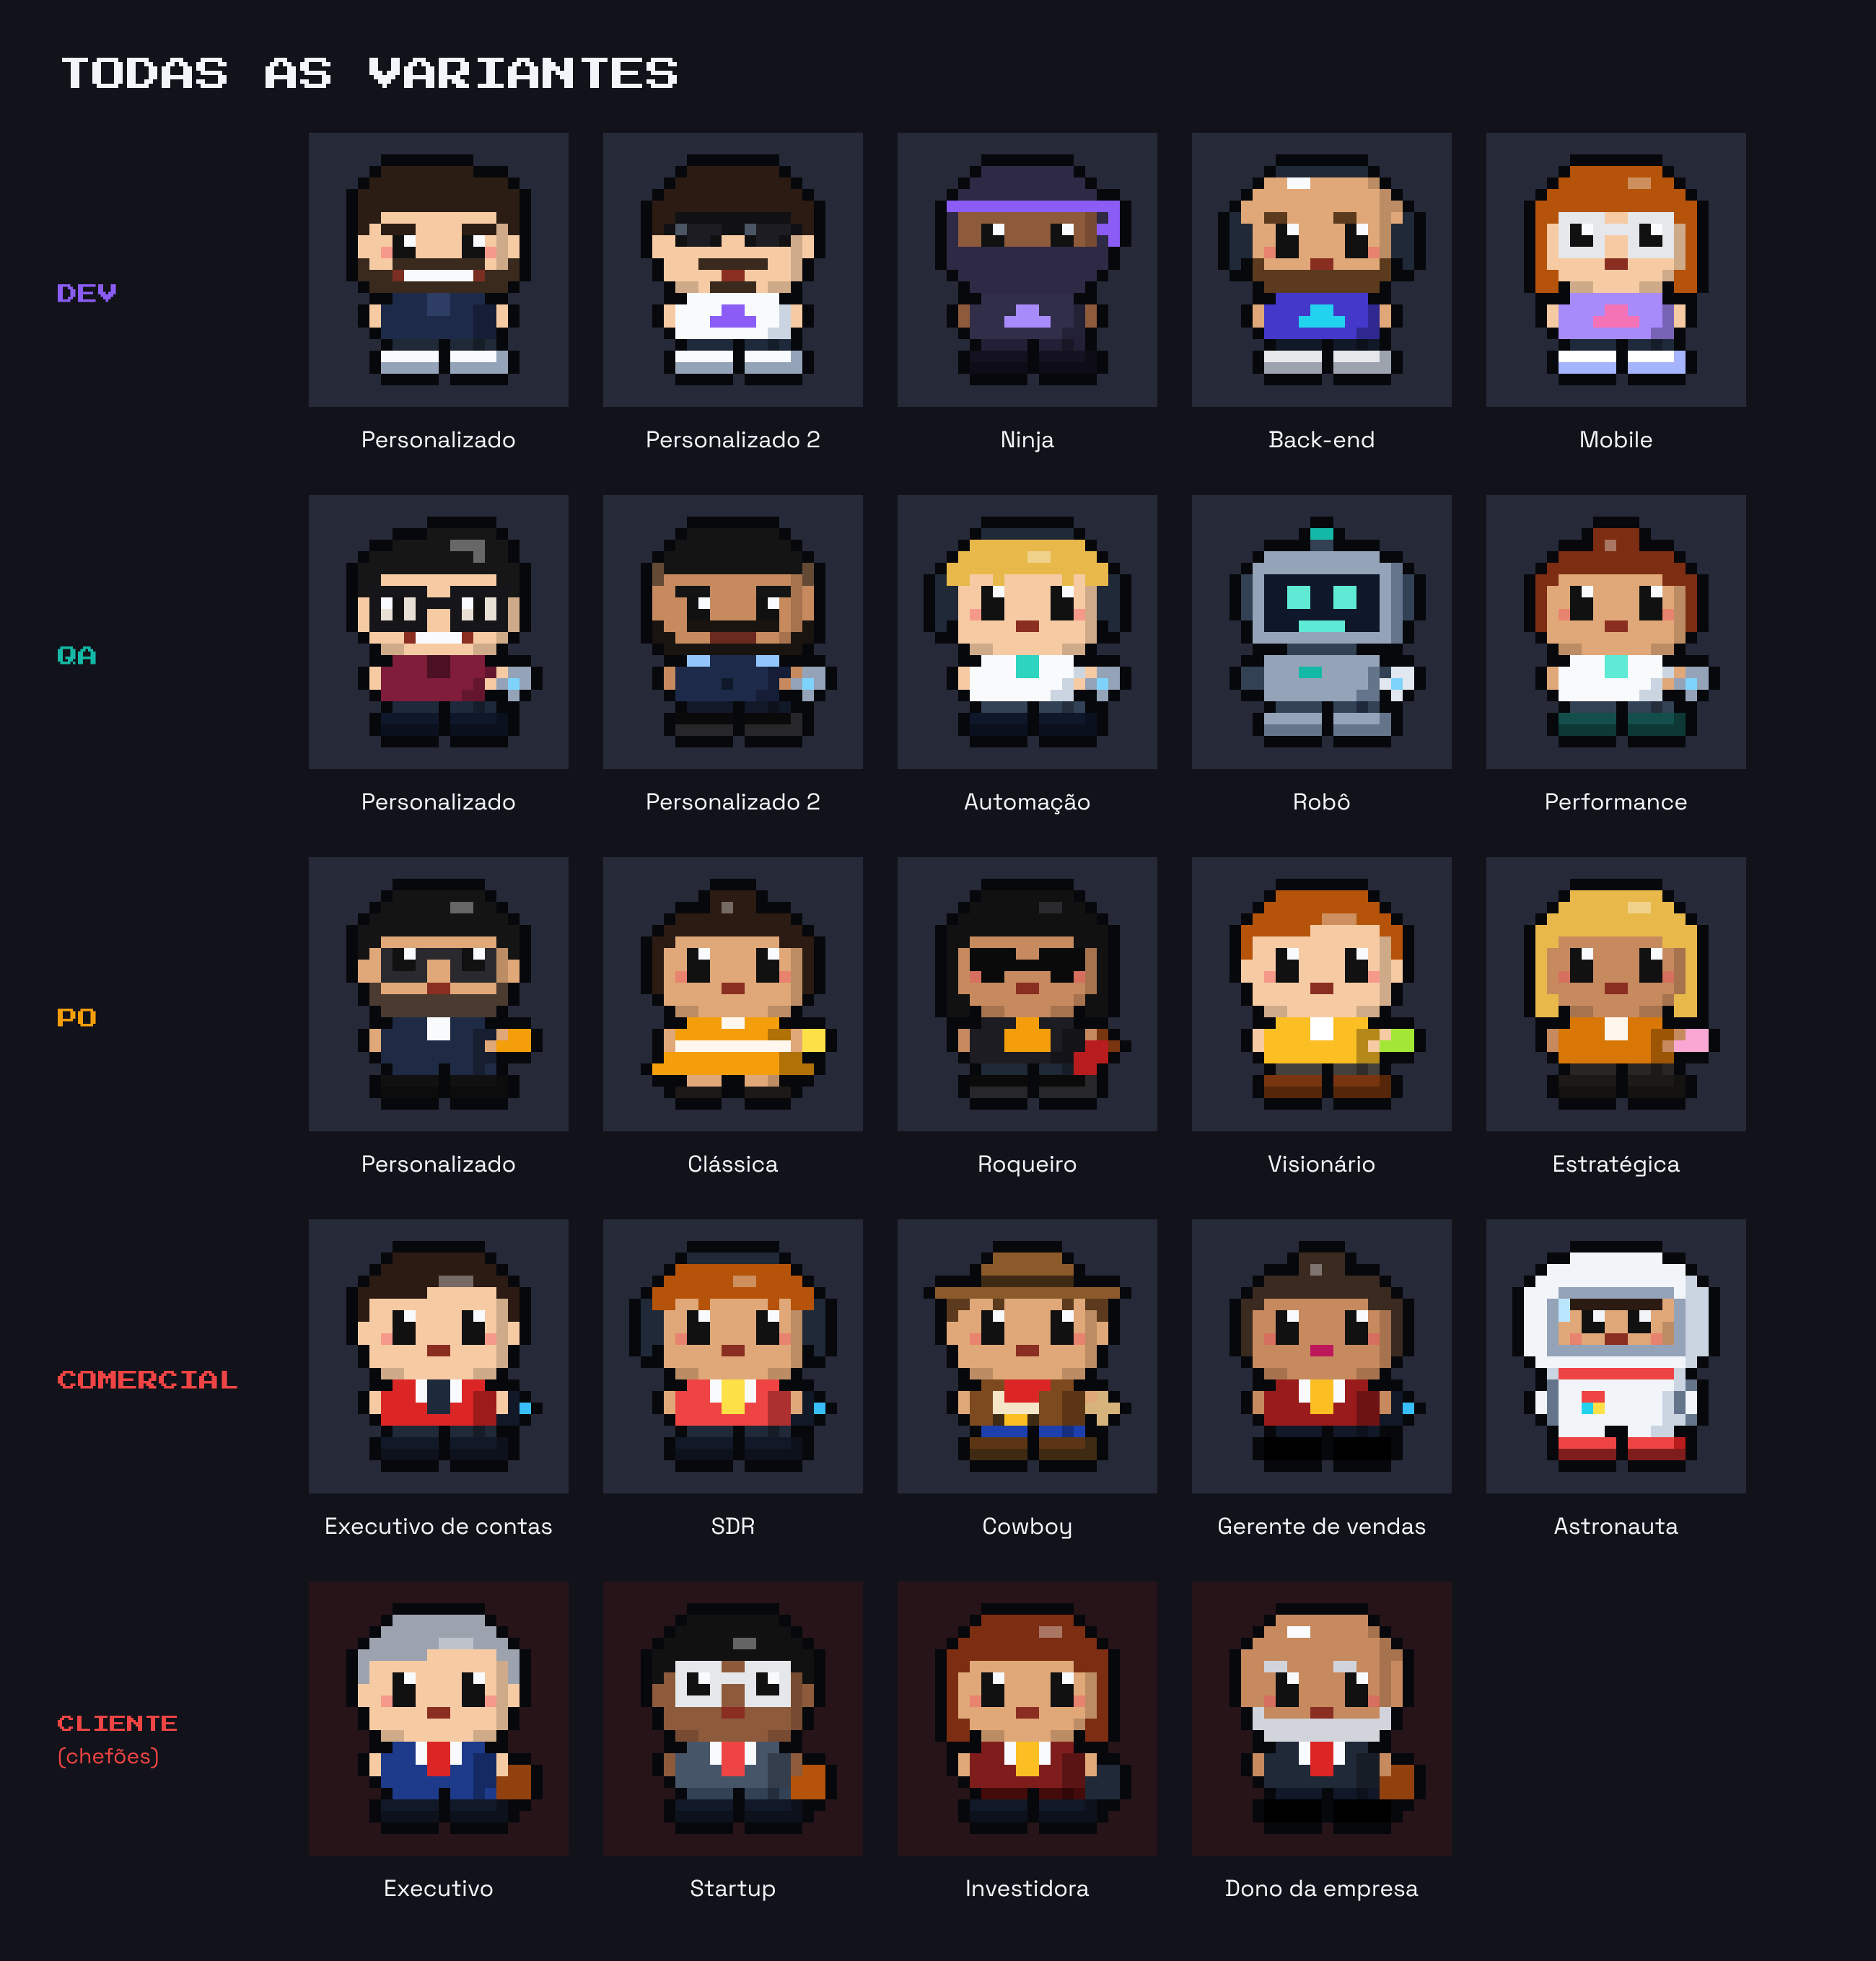 TODAS AS VARIANTES
DEV
Personalizado
Personalizado 2
Ninja
Back-end
Mobile
QA
Personalizado
Personalizado 2
Automação
Robô
Performance
PO
Personalizado
Clássica
Roqueiro
Visionário
Estratégica
COMERCIAL
Executivo de contas
SDR
Cowboy
Gerente de vendas
Astronauta
CLIENTE
(chefões)
Executivo
Startup
Investidora
Dono da empresa